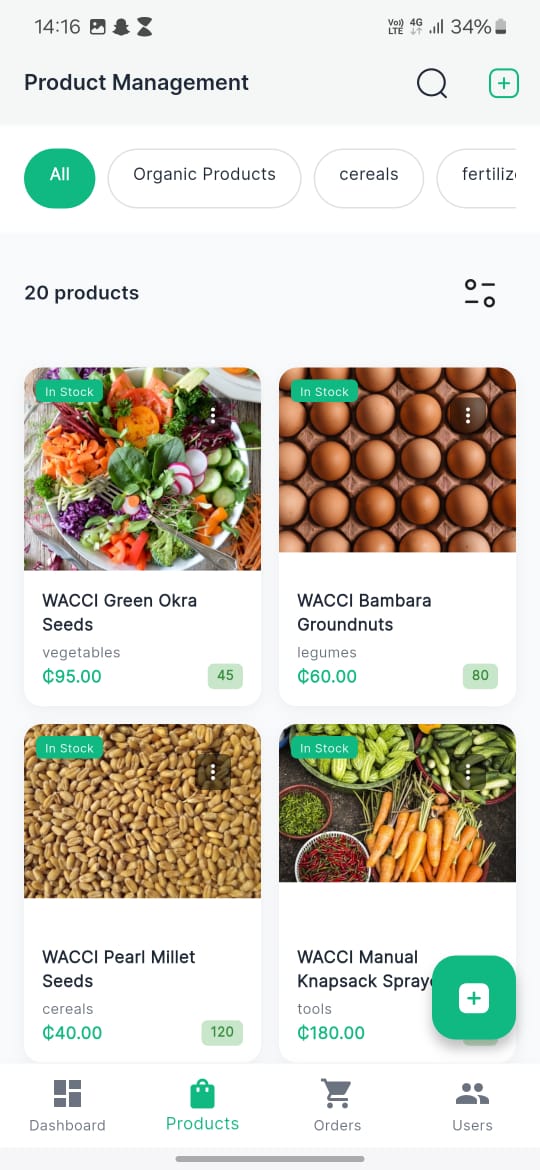 14:16 Vo)) LTE 4G 34%
Product Management
All Organic Products cereals fertiliz
20 products
In Stock
In Stock
WACCI Green Okra
Seeds
vegetables
₵95.00 45
WACCI Bambara
Groundnuts
legumes
₵60.00 80
In Stock
In Stock
WACCI Pearl Millet
Seeds
cereals
₵40.00 120
WACCI Manual
Knapsack Spraye
tools
₵180.00
Dashboard Products Orders Users